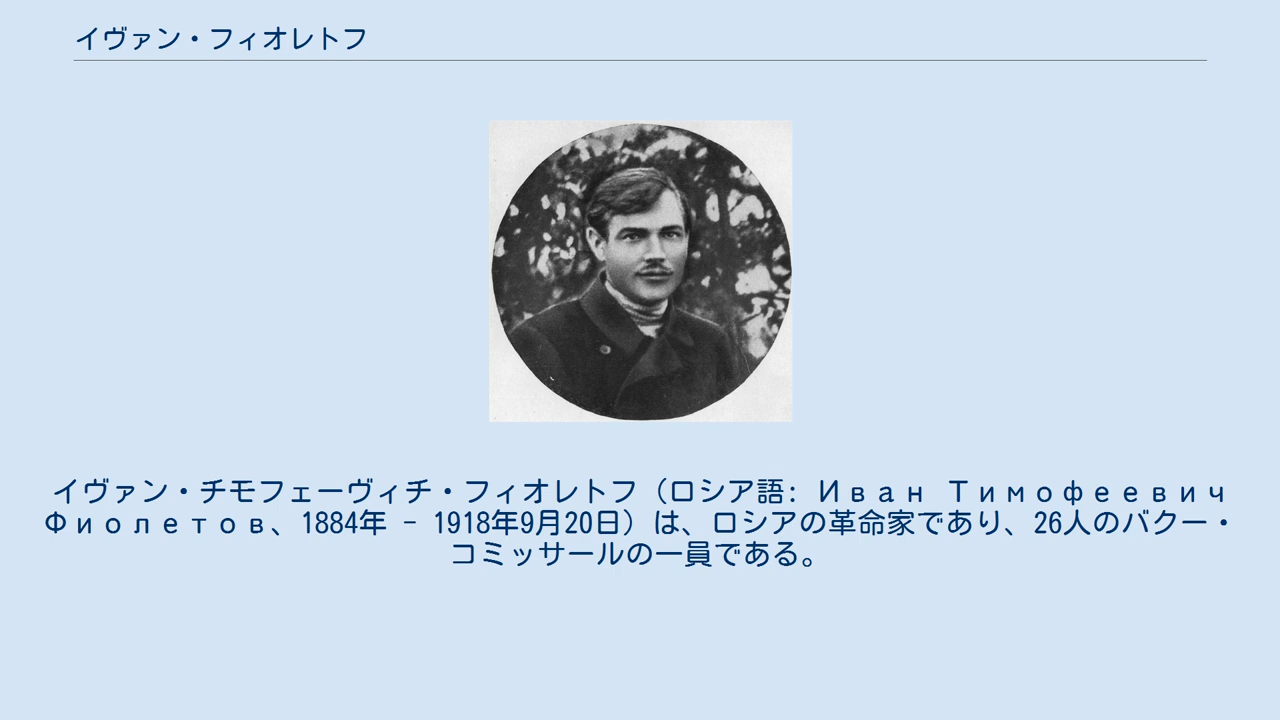 イヴァン・フィオレトフ
イヴァン・チモフェーヴィチ・フィオレトフ（ロシア語: Иван Тимофеевич
Фиолетов、1884年 - 1918年9月20日）は、ロシアの革命家であり、26人のバクー・
コミッサールの一員である。